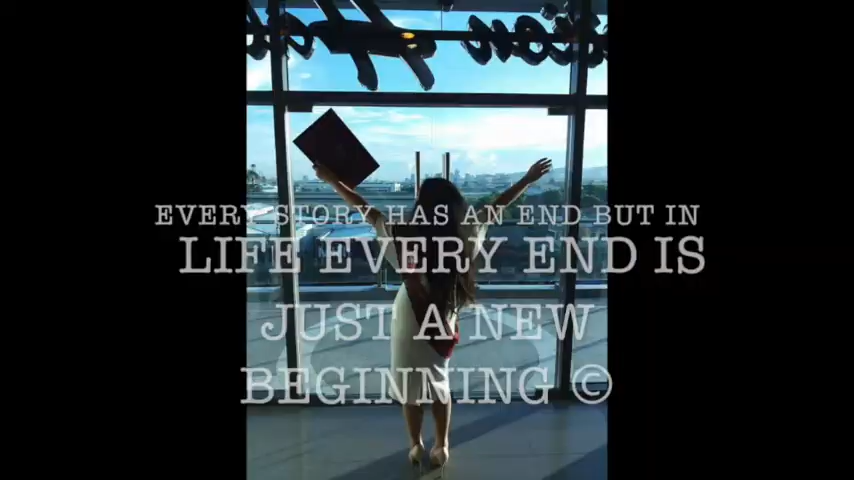 EVERY STORY HAS AN END BUT IN
LIFE EVERY END IS
JUST A NEW
BEGINNING ©